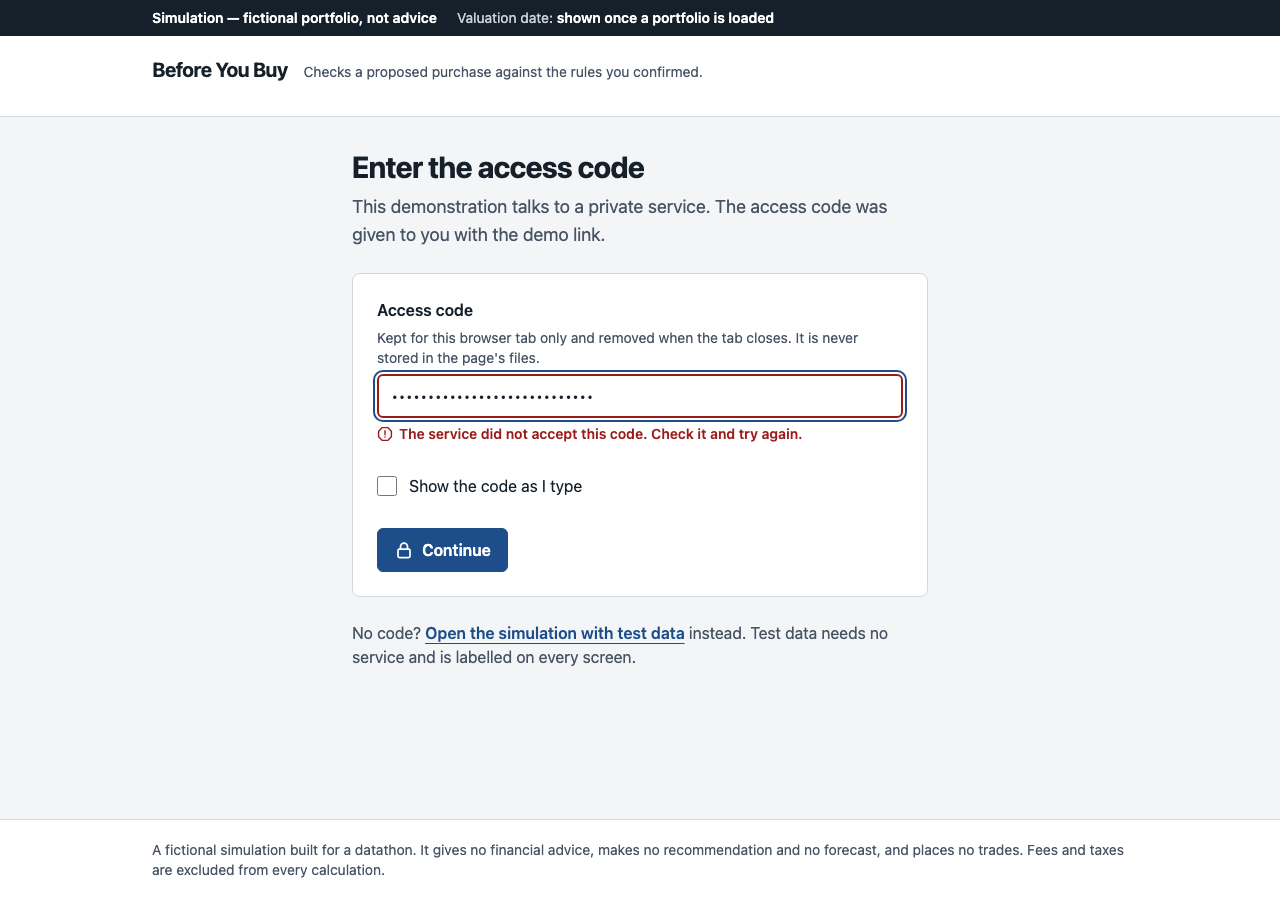 Simulation — fictional portfolio, not advice Valuation date: shown once a portfolio is loaded
Before You Buy Checks a proposed purchase against the rules you confirmed.
Enter the access code
This demonstration talks to a private service. The access code was
given to you with the demo link.
Access code
Kept for this browser tab only and removed when the tab closes. It is never
stored in the page's files.
The service did not accept this code. Check it and try again.
Show the code as I type
Continue
No code? Open the simulation with test data instead. Test data needs no
service and is labelled on every screen.
A fictional simulation built for a datathon. It gives no financial advice, makes no recommendation and no forecast, and places no trades. Fees and taxes
are excluded from every calculation.